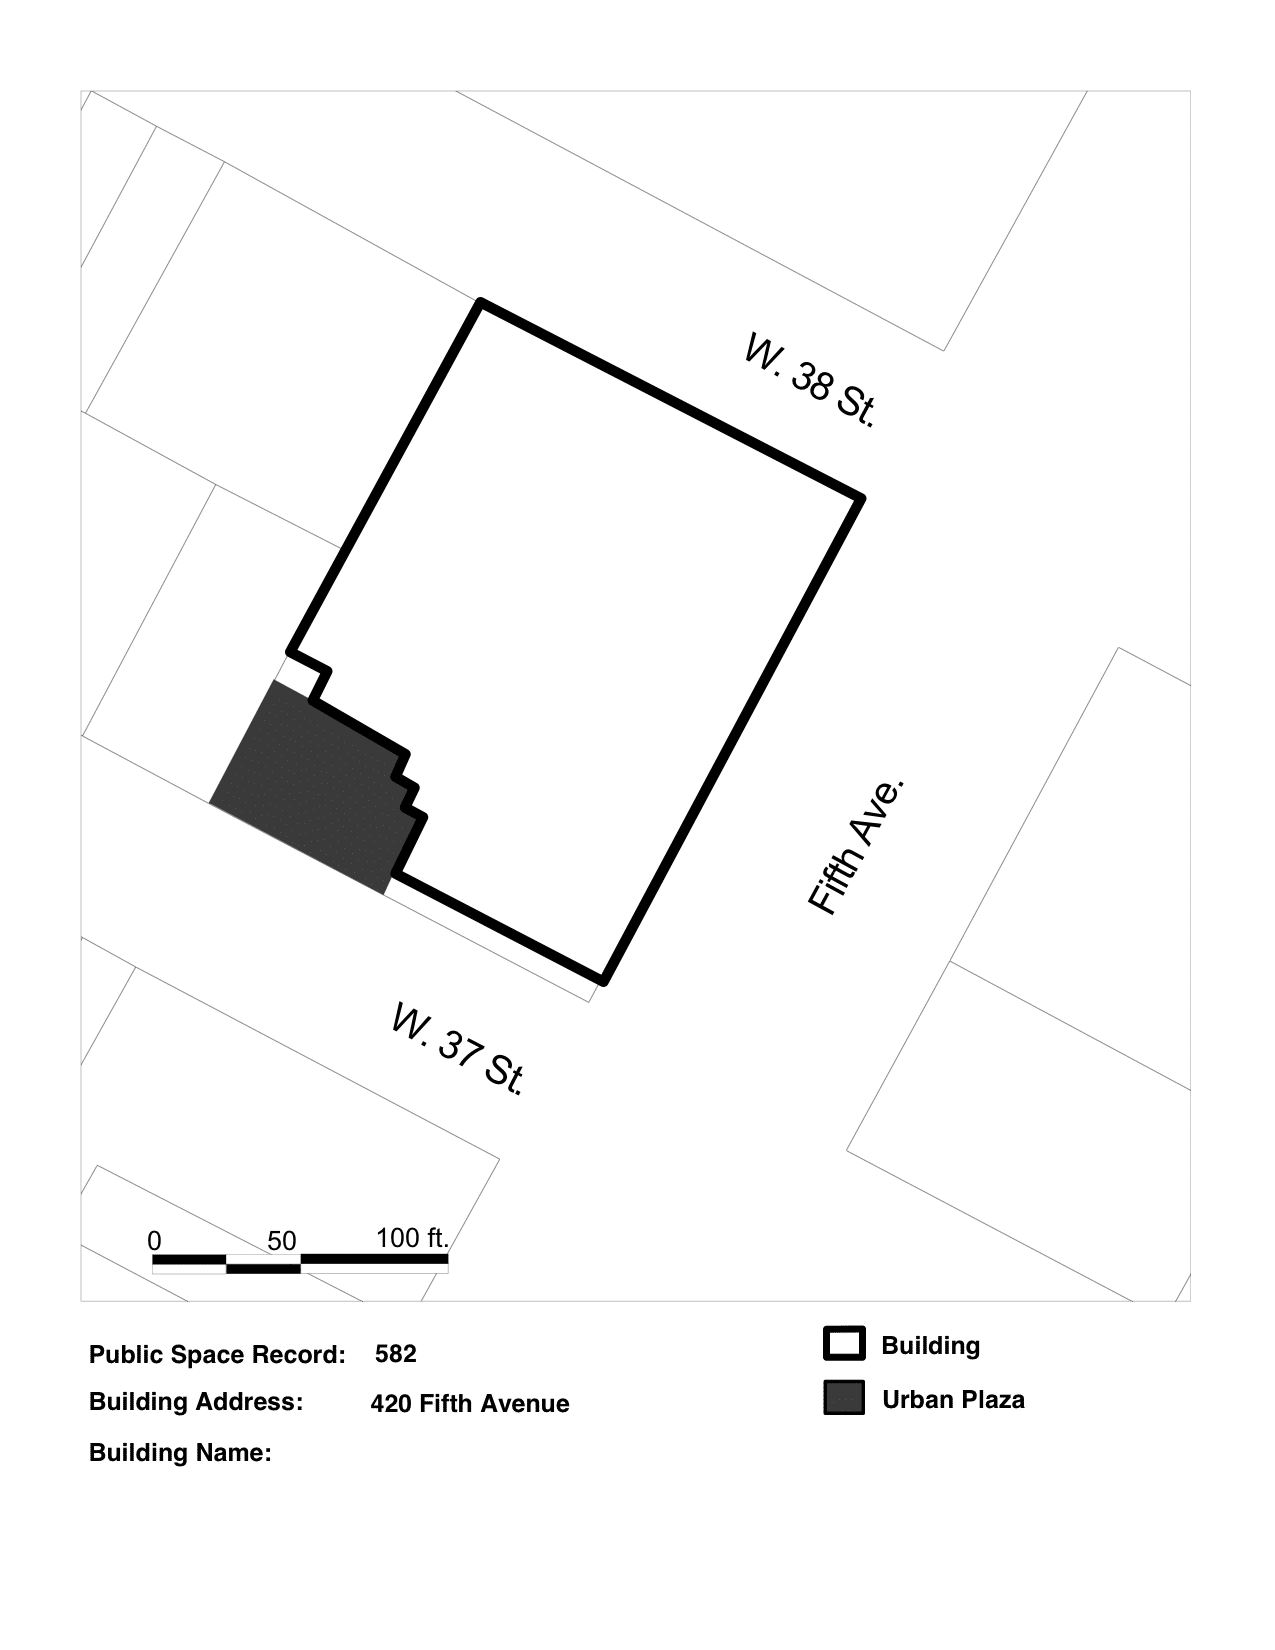 W. 38 St.
Fifth Ave.
W. 37 St.
0 50 100 ft.
Public Space Record: 582
Building Address: 420 Fifth Avenue
Building Name:
Building
Urban Plaza